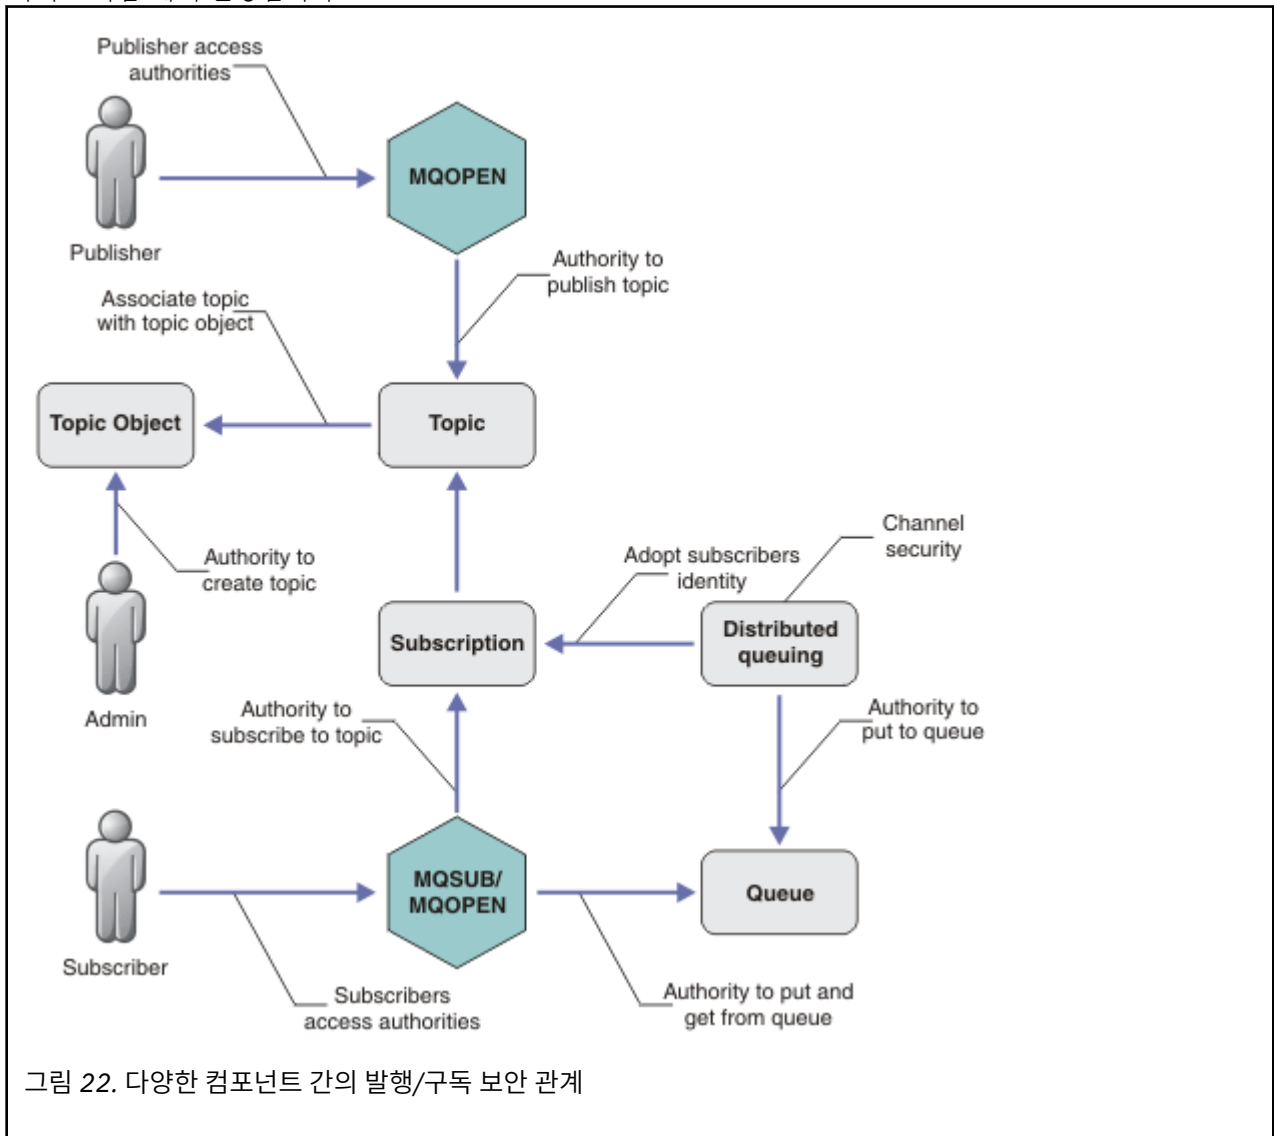 Publisher access
authorities
MQOPEN
Publisher
Authority to
publish topic
Associate topic
with topic object
Topic Object
Topic
Channel
security
Authority to
create topic
Adopt subscribers
identity
Subscription
Distributed
queuing
Admin
Authority to
subscribe to topic
Authority to
put to queue
MQSUB/
MQOPEN
Queue
Subscriber
Subscribers
access authorities
Authority to put and
get from queue
그림 22. 다양한 컴포넌트 간의 발행/구독 보안 관계